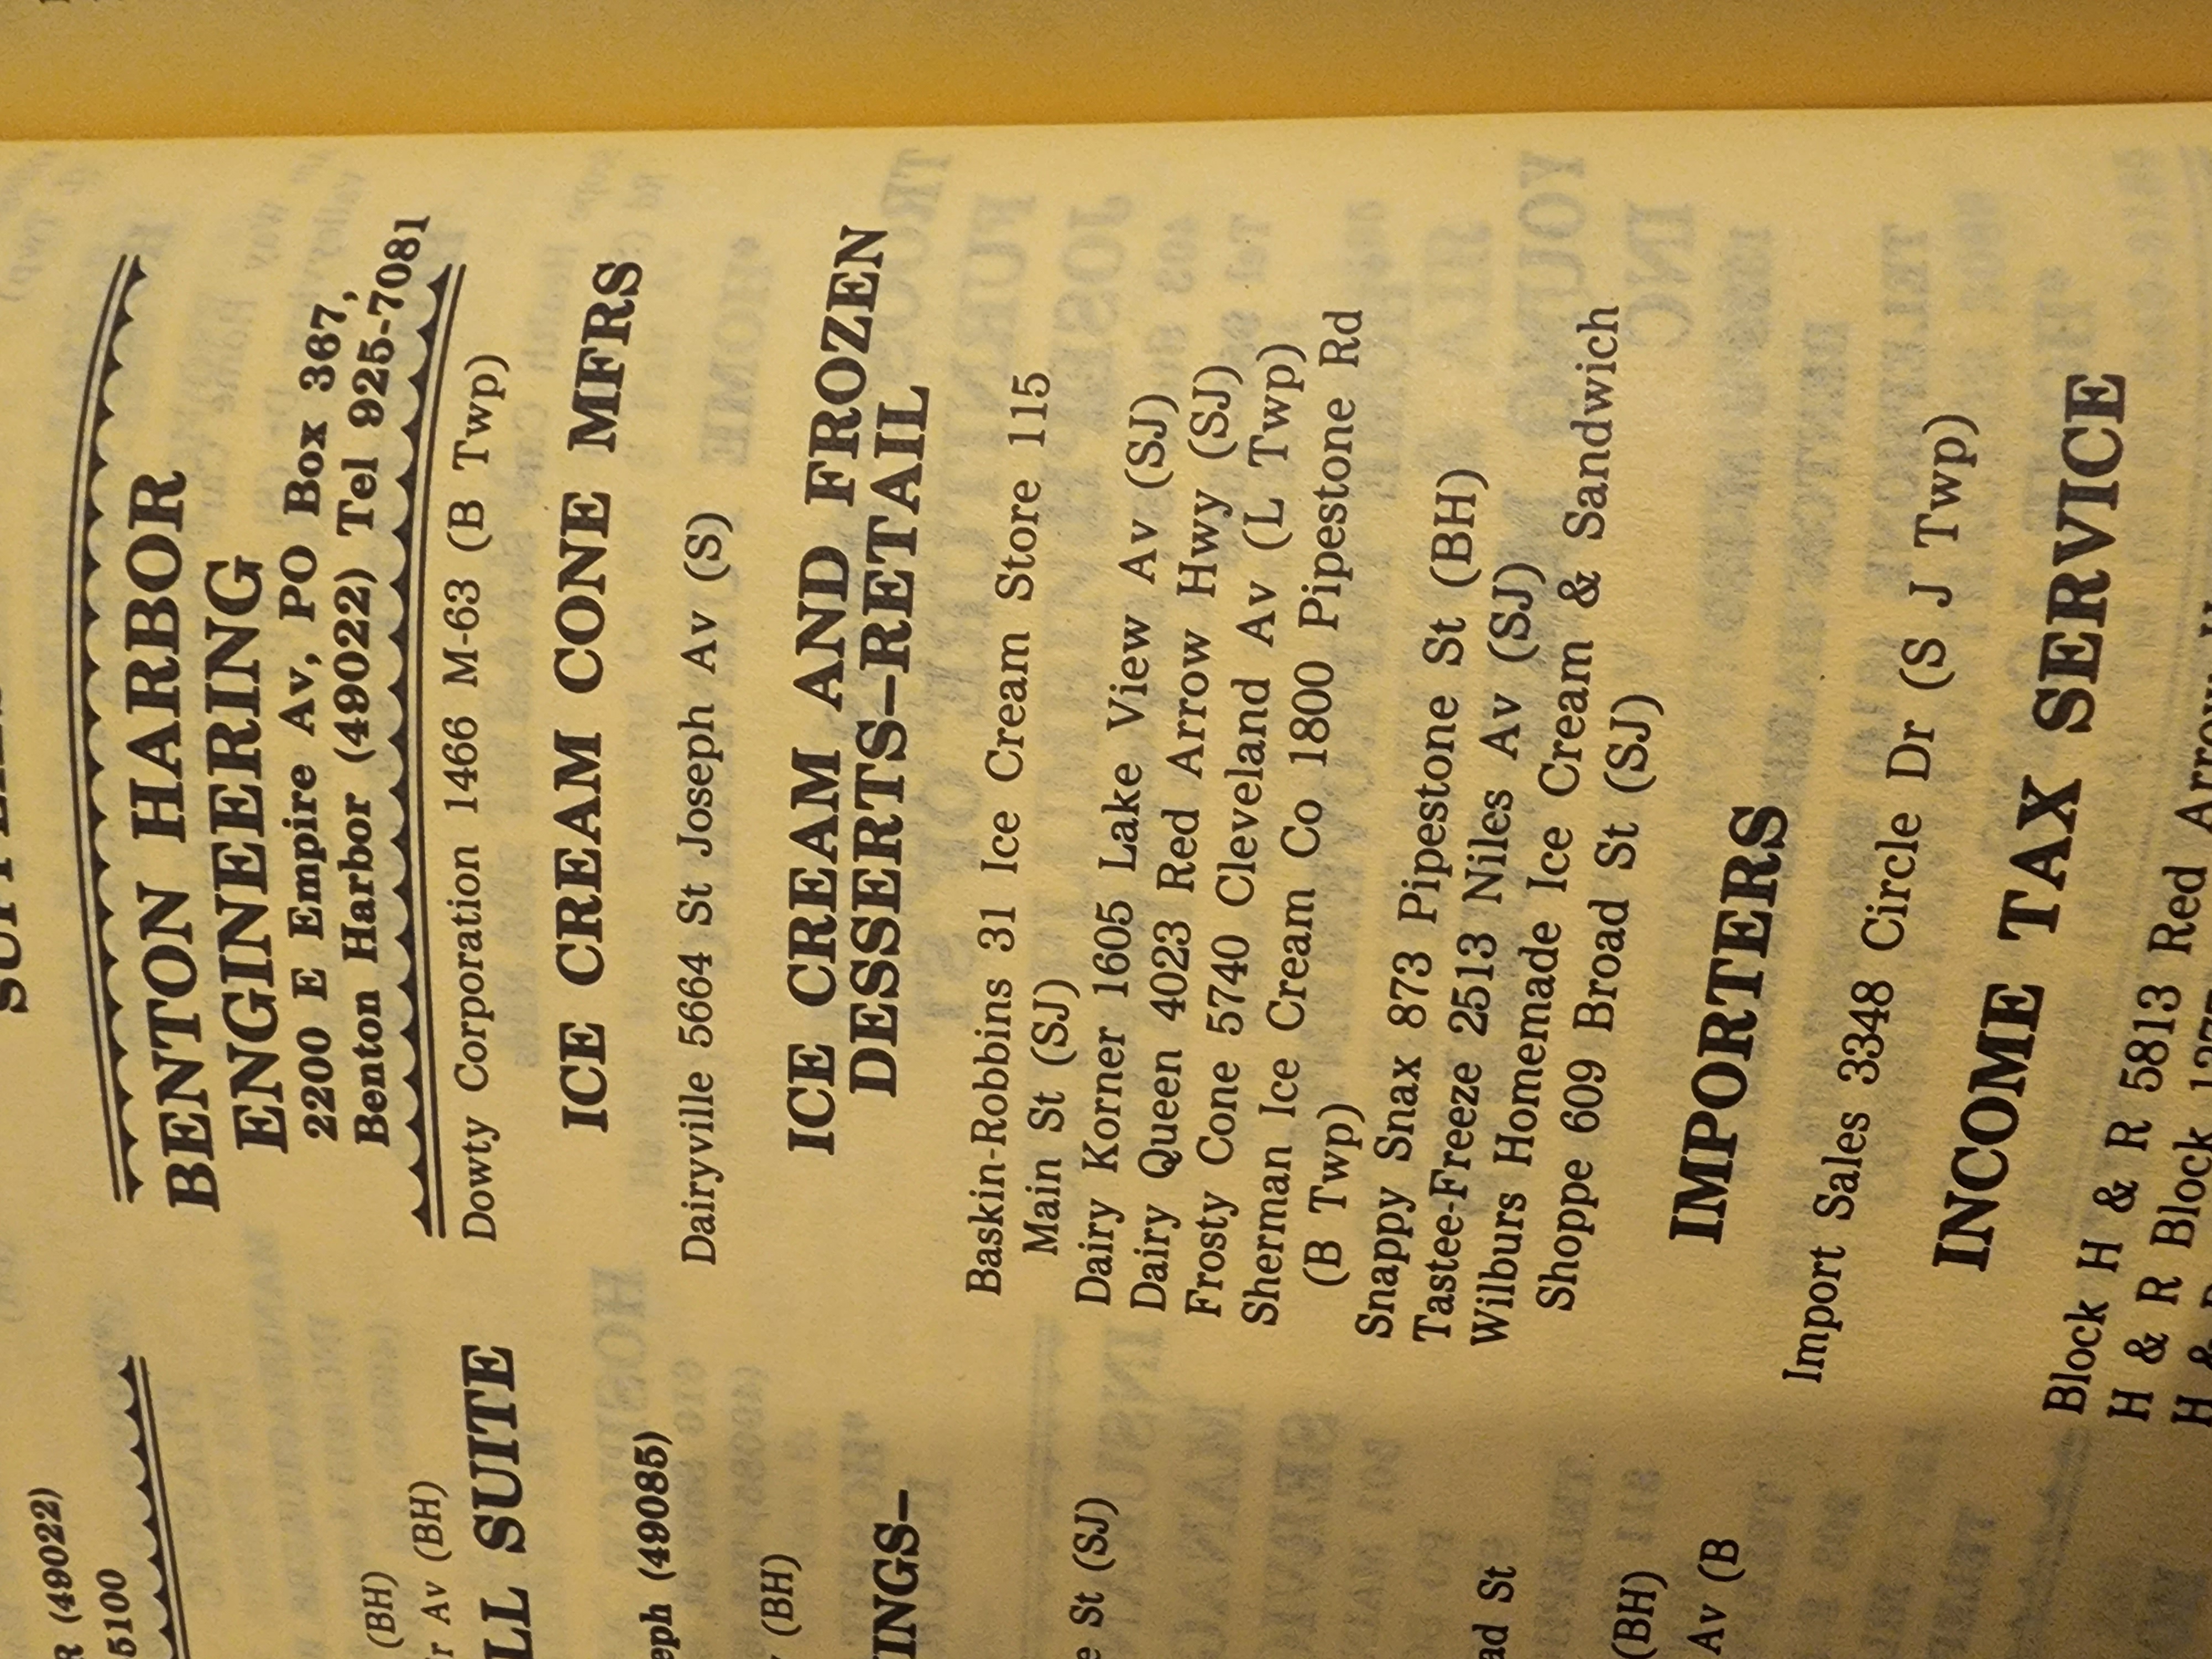 BENTON HARBOR
ENGINEERING
2200 E Empire Av, PO Box 367,
Benton Harbor (49022) Tel 925-7081
Dowty Corporation 1466 M-63 (B Twp)
ICE CREAM CONE MFRS
Dairyville 5664 St Joseph Av (S)
ICE CREAM AND FROZEN
DESSERTS–RETAIL
Baskin-Robbins 31 Ice Cream Store 115
Main St (SJ)
Dairy Korner 1605 Lake View Av (SJ)
Dairy Queen 4023 Red Arrow Hwy (SJ)
Frosty Cone 5740 Cleveland Av (L Twp)
Sherman Ice Cream Co 1800 Pipestone Rd
(B Twp)
Snappy Snax 873 Pipestone St (BH)
Tastee-Freeze 2513 Niles Av (SJ)
Wilburs Homemade Ice Cream & Sandwich
Shoppe 609 Broad St (SJ)
IMPORTERS
Import Sales 3348 Circle Dr (S J Twp)
INCOME TAX SERVICE
Block H & R 5813 Red Arrow
H & R Block
(49022)
5100
(BH)
Av (BH)
LL SUITE
eph (49085)
(BH)
INGS–
e St (SJ)
ad St
(BH)
Av (B